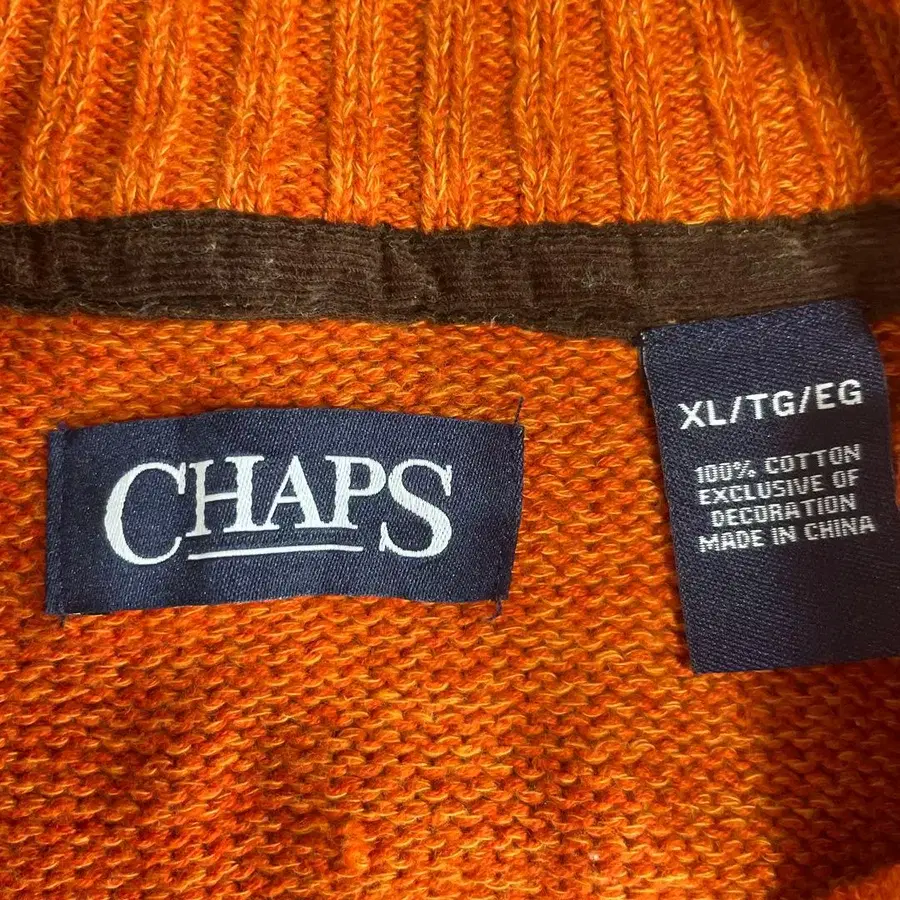 CHAPS
XL/TG/EG
100% COTTON
EXCLUSIVE OF
DECORATION
MADE IN CHINA